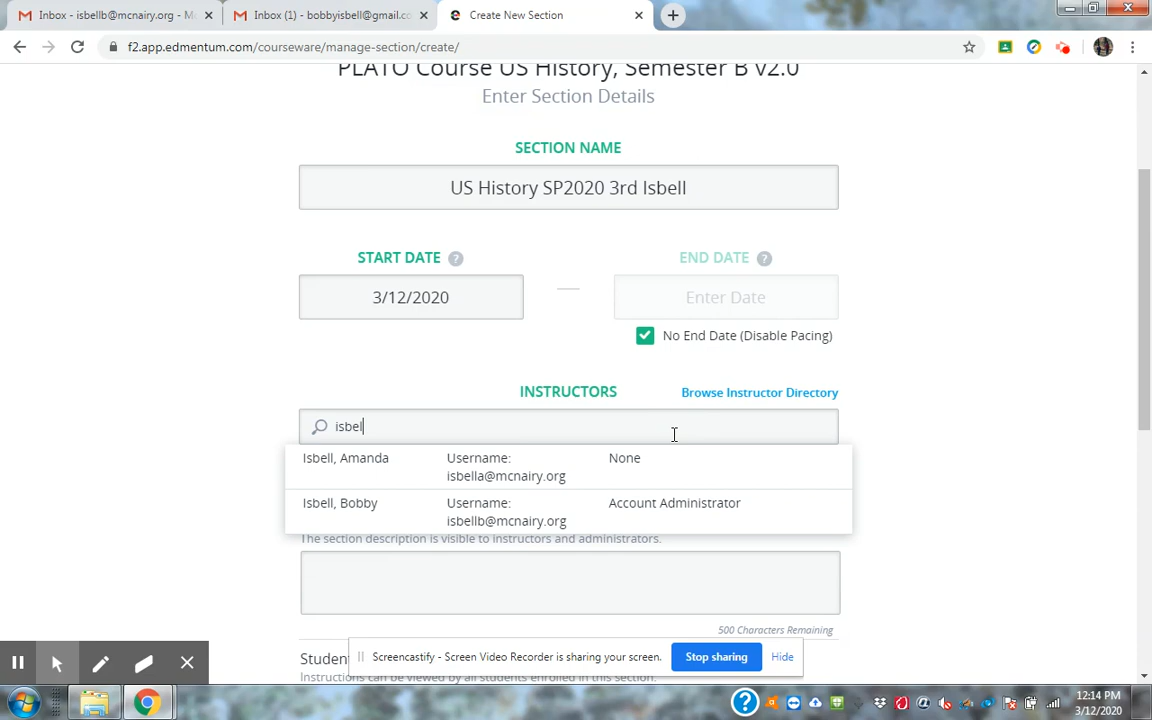 Inbox - isbellb@mcnairy.org - M
Inbox (1) - bobbyisbell@gmail.co
Create New Section
f2.app.edmentum.com/courseware/manage-section/create/
PLATO Course US History, Semester B v2.0
Enter Section Details
SECTION NAME
US History SP2020 3rd Isbell
START DATE ?
END DATE ?
3/12/2020
Enter Date
No End Date (Disable Pacing)
INSTRUCTORS
Browse Instructor Directory
isbel
Isbell, Amanda
Username:
None
isbella@mcnairy.org
Isbell, Bobby
Username:
Account Administrator
isbellb@mcnairy.org
The section description is visible to instructors and administrators.
500 Characters Remaining
Student
Instructions can be viewed by all students enrolled in this section.
Screencastify - Screen Video Recorder is sharing your screen.
Stop sharing
Hide
12:14 PM
3/12/2020